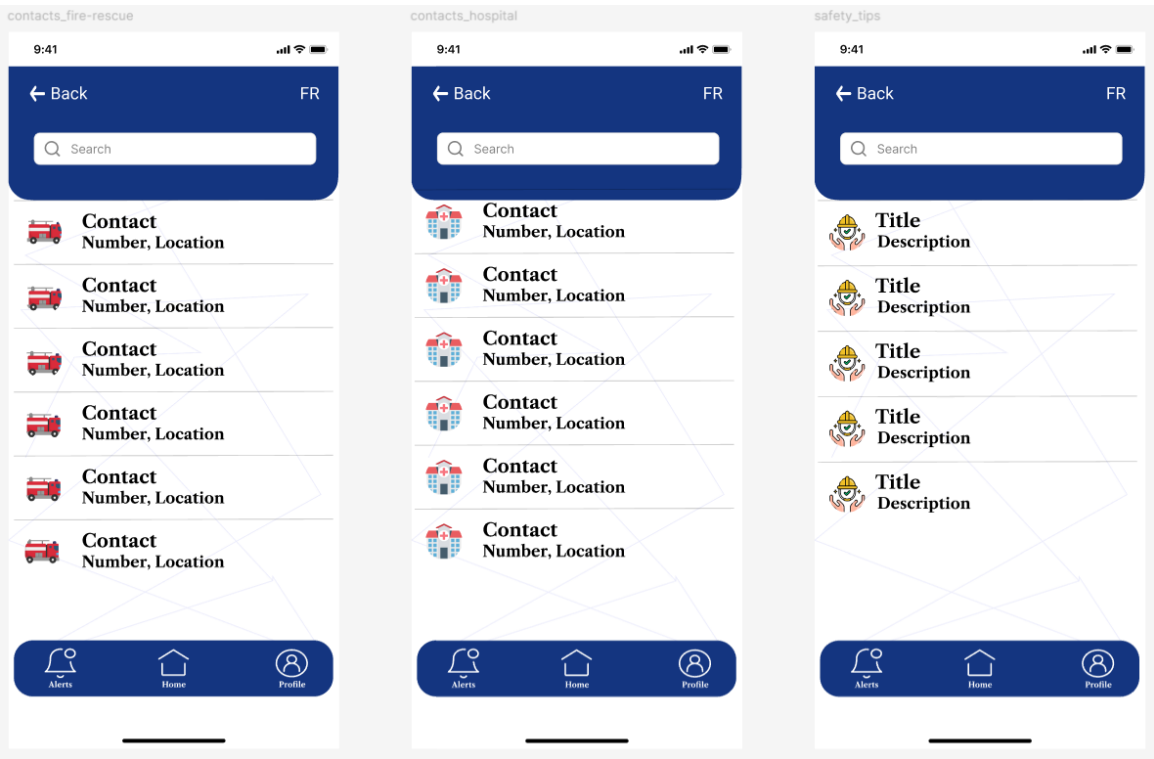 contacts_fire-rescue
9:41
Back FR
Search
Contact
Number, Location
Contact
Number, Location
Contact
Number, Location
Contact
Number, Location
Contact
Number, Location
Contact
Number, Location
Alerts Home Profile
contacts_hospital
9:41
Back FR
Search
Contact
Number, Location
Contact
Number, Location
Contact
Number, Location
Contact
Number, Location
Contact
Number, Location
Contact
Number, Location
Alerts Home Profile
safety_tips
9:41
Back FR
Search
Title
Description
Title
Description
Title
Description
Title
Description
Title
Description
Alerts Home Profile